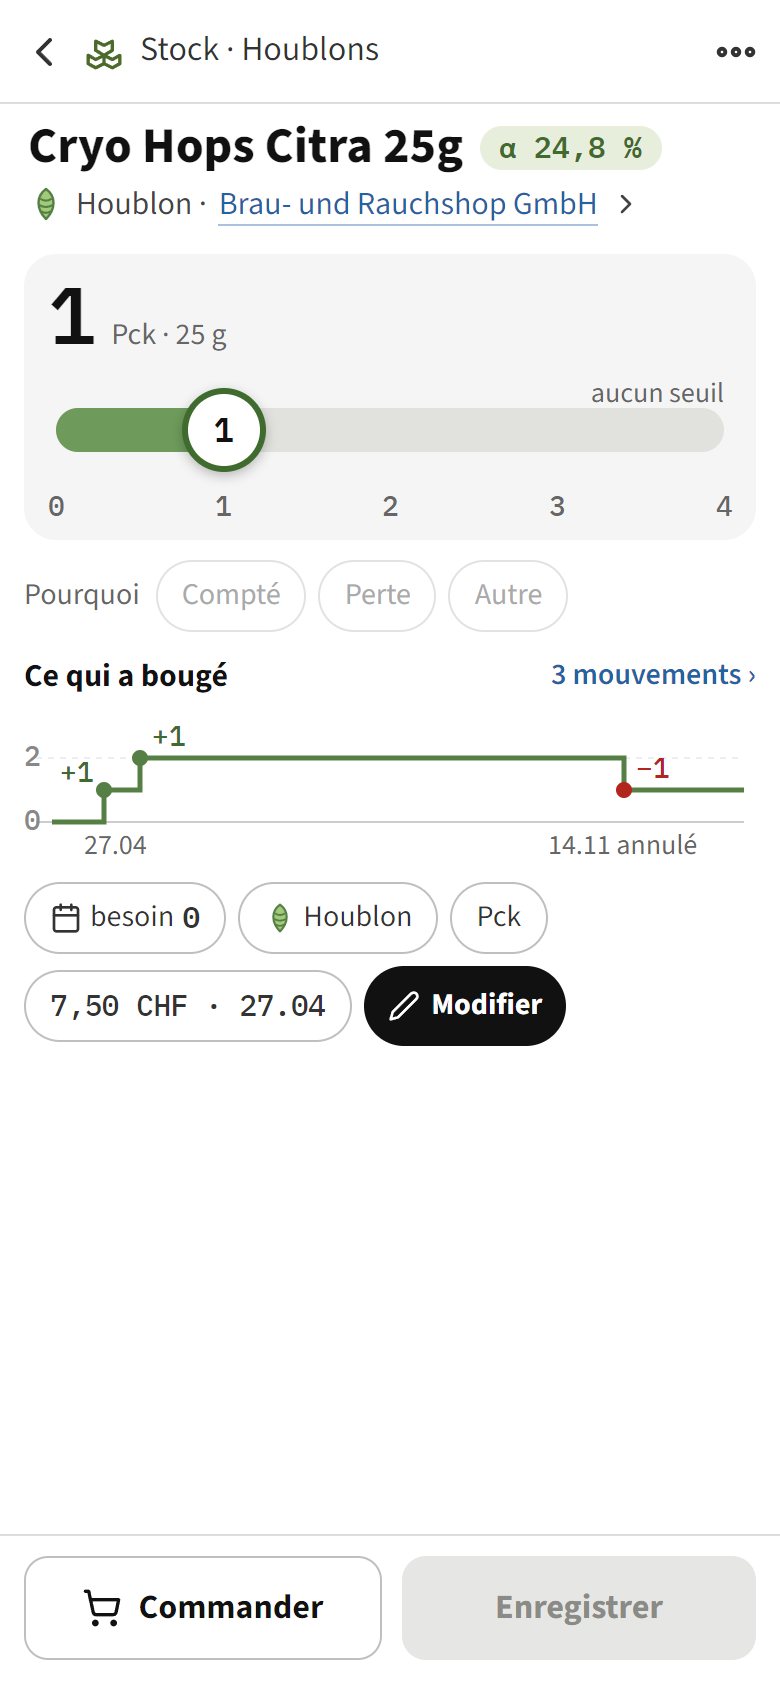 Stock · Houblons
Cryo Hops Citra 25g α 24,8 %
Houblon · Brau- und Rauchshop GmbH
1 Pck · 25 g
aucun seuil
1
0 1 2 3 4
Pourquoi Compté Perte Autre
Ce qui a bougé 3 mouvements ›
+1
2 +1 −1
0
27.04 14.11 annulé
besoin 0 Houblon Pck
7,50 CHF · 27.04 Modifier
Commander Enregistrer